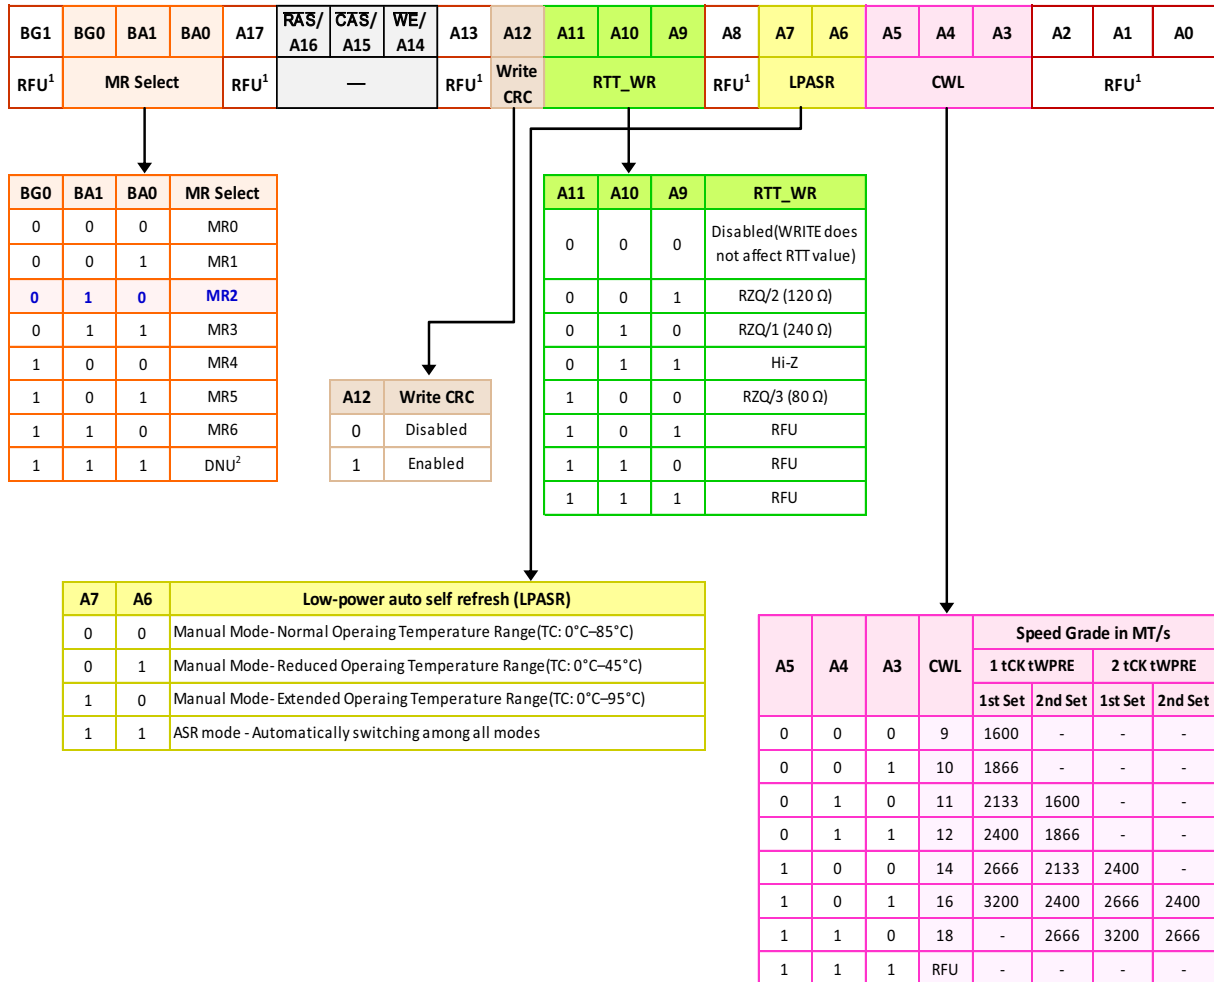 BG1 BG0 BA1 BA0 A17 RAS/ A16 CAS/ A15 WE/ A14 A13 A12 A11 A10 A9 A8 A7 A6 A5 A4 A3 A2 A1 A0
RFU1 MR Select RFU1 — RFU1 Write CRC RTT_WR RFU1 LPASR CWL RFU1
BG0 BA1 BA0 MR Select
0 0 0 MR0
0 0 1 MR1
0 1 0 MR2
0 1 1 MR3
1 0 0 MR4
1 0 1 MR5
1 1 0 MR6
1 1 1 DNU2
A12 Write CRC
0 Disabled
1 Enabled
A11 A10 A9 RTT_WR
0 0 0 Disabled(WRITE does not affect RTT value)
0 0 1 RZQ/2 (120 Ω)
0 1 0 RZQ/1 (240 Ω)
0 1 1 Hi-Z
1 0 0 RZQ/3 (80 Ω)
1 0 1 RFU
1 1 0 RFU
1 1 1 RFU
A7 A6 Low-power auto self refresh (LPASR)
0 0 Manual Mode- Normal Operaing Temperature Range(TC: 0°C–85°C)
0 1 Manual Mode- Reduced Operaing Temperature Range(TC: 0°C–45°C)
1 0 Manual Mode- Extended Operaing Temperature Range(TC: 0°C–95°C)
1 1 ASR mode - Automatically switching among all modes
A5 A4 A3 CWL Speed Grade in MT/s
1 tCK tWPRE 2 tCK tWPRE
1st Set 2nd Set 1st Set 2nd Set
0 0 0 9 1600 - - -
0 0 1 10 1866 - - -
0 1 0 11 2133 1600 - -
0 1 1 12 2400 1866 - -
1 0 0 14 2666 2133 2400 -
1 0 1 16 3200 2400 2666 2400
1 1 0 18 - 2666 3200 2666
1 1 1 RFU - - - -